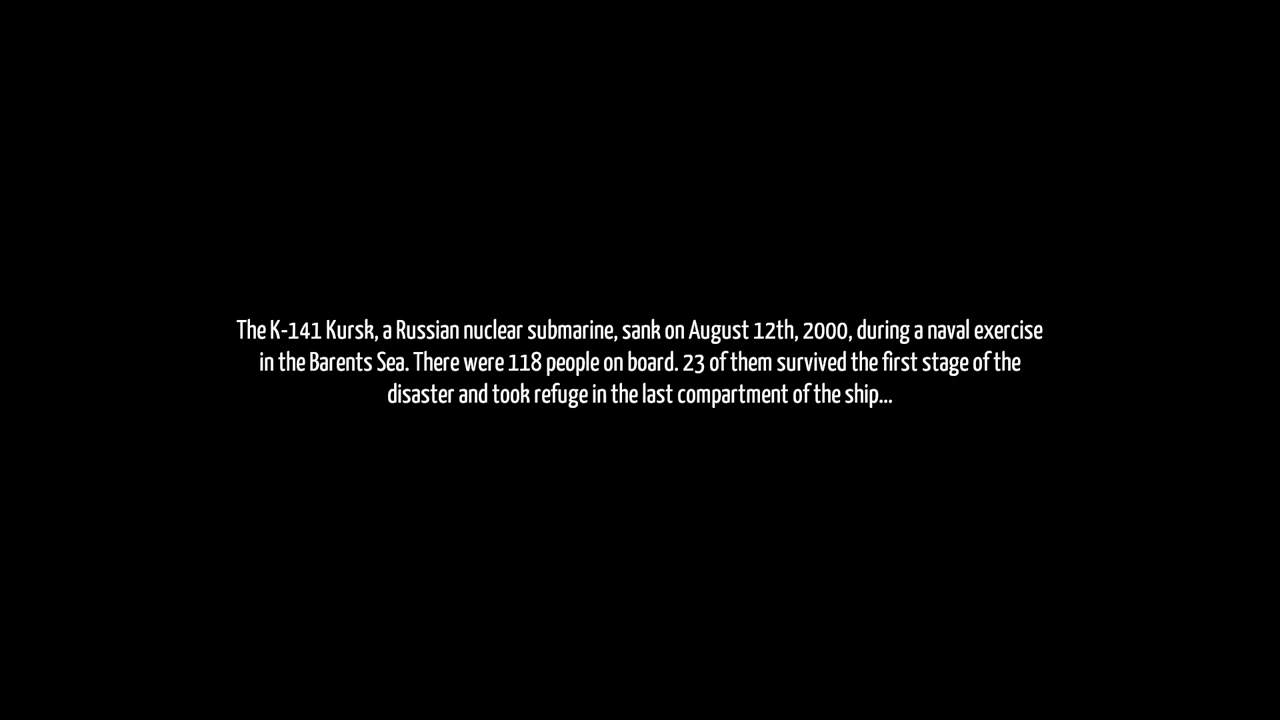 The K-141 Kursk, a Russian nuclear submarine, sank on August 12th, 2000, during a naval exercise
in the Barents Sea. There were 118 people on board. 23 of them survived the first stage of the
disaster and took refuge in the last compartment of the ship...